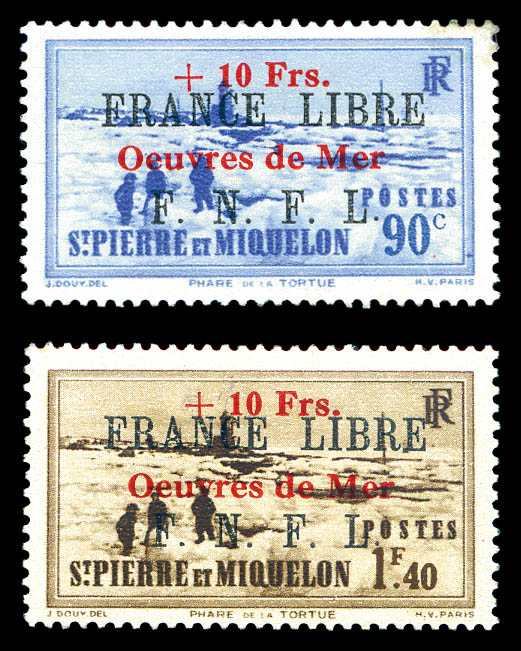 RF
+ 10 Frs.
FRANCE LIBRE
Oeuvres de Mer
F. N. F. L.
POSTES
ST PIERRE ET MIQUELON 90c
J. DOUY. DEL PHARE DE LA TORTUE H.V. PARIS
RF
+ 10 Frs.
FRANCE LIBRE
Oeuvres de Mer
F. N. F. L.
POSTES
ST PIERRE ET MIQUELON 1F.40
J. DOUY. DEL PHARE DE LA TORTUE H.V. PARIS